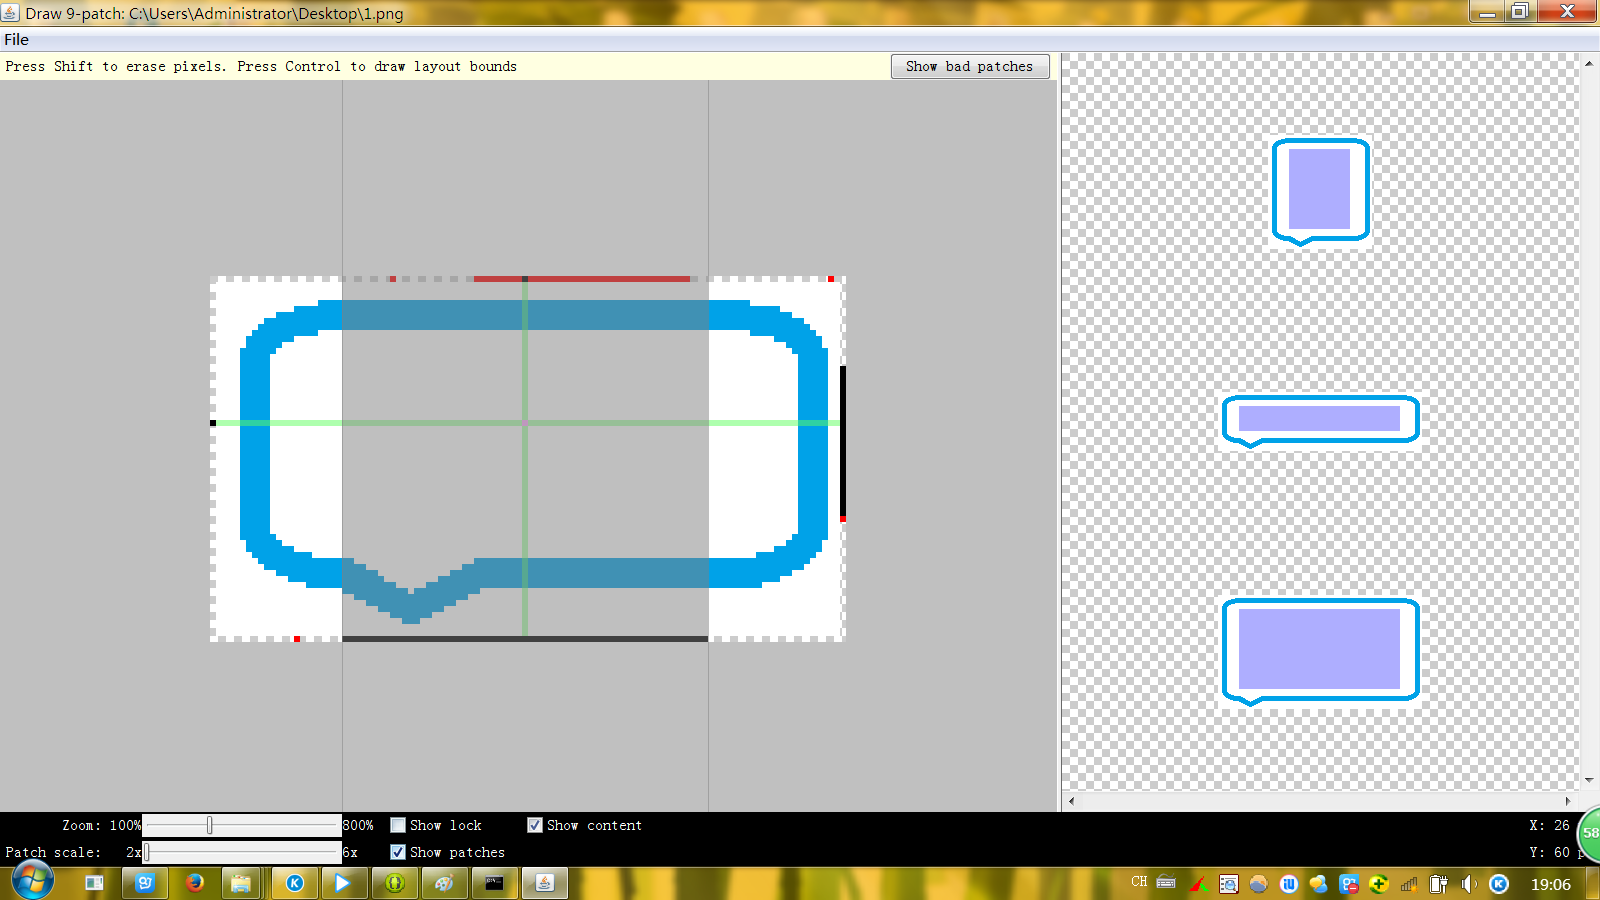 Draw 9-patch: C:\Users\Administrator\Desktop\1.png
File
Press Shift to erase pixels. Press Control to draw layout bounds
Show bad patches
Zoom: 100%
800%
Show lock
Show content
X: 26
Patch scale: 2x
6x
Show patches
Y: 60 p
58
CH
19:06